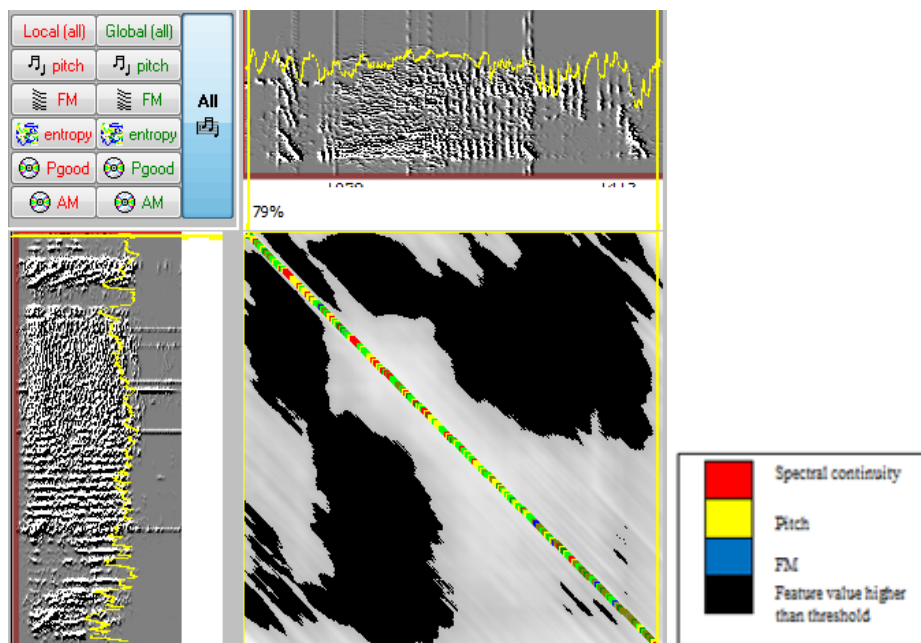 Local (all) Global (all)
pitch pitch
FM FM
All
entropy entropy
Pgood Pgood
AM AM
79%
Spectral continuity
Pitch
FM
Feature value higher
than threshold